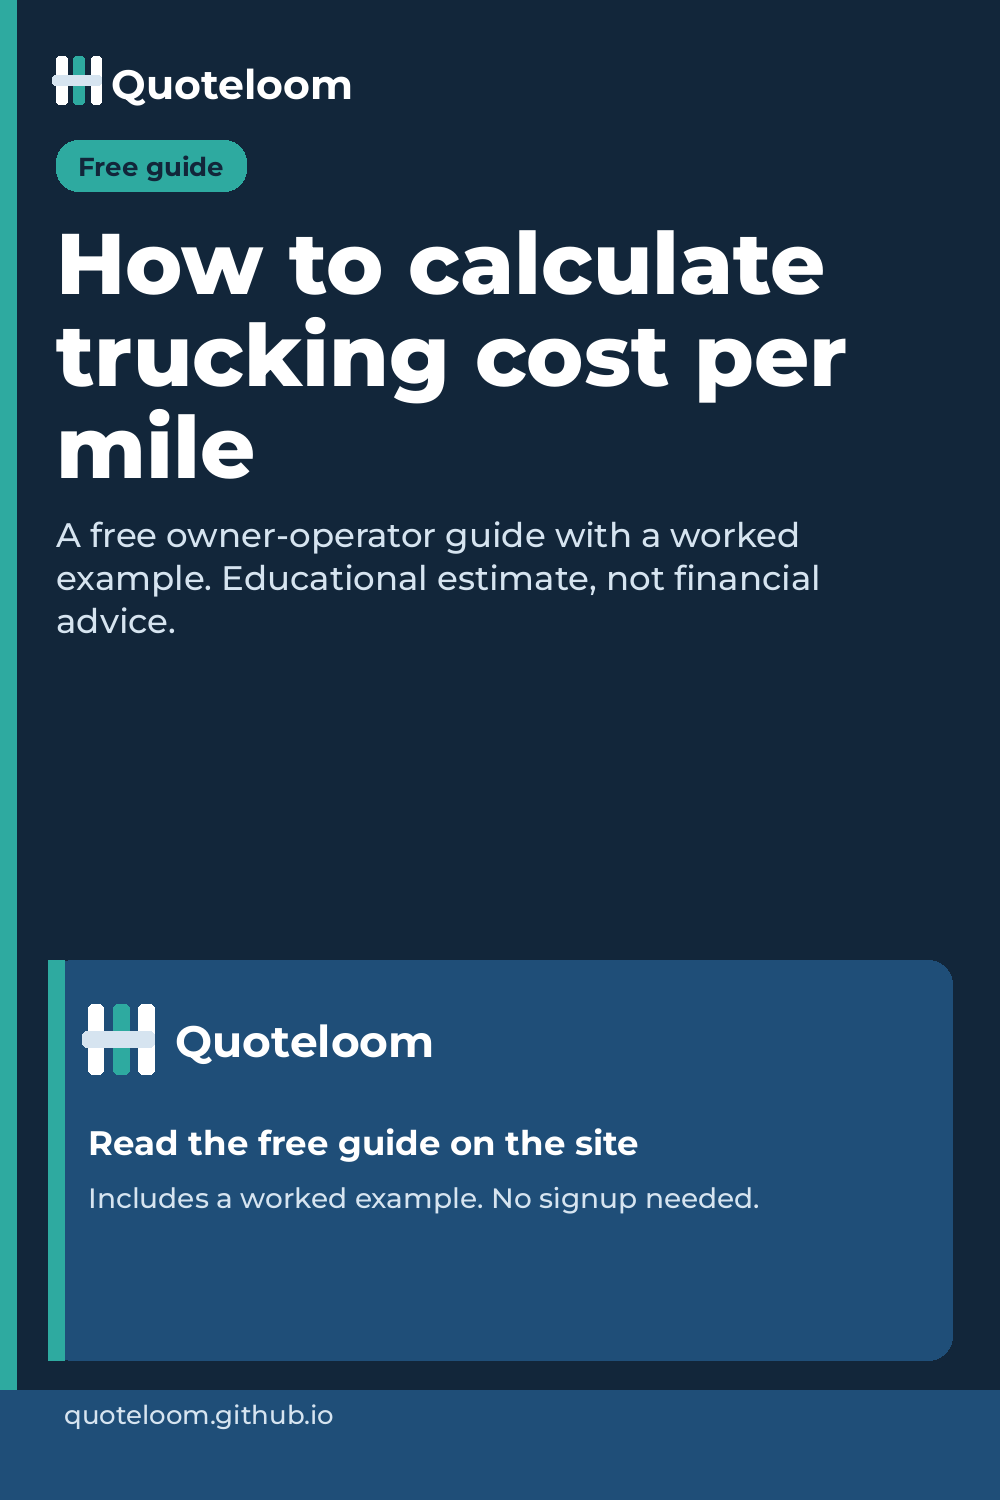 Quoteloom
Free guide
How to calculate
trucking cost per
mile
A free owner-operator guide with a worked
example. Educational estimate, not financial
advice.
Quoteloom
Read the free guide on the site
Includes a worked example. No signup needed.
quoteloom.github.io